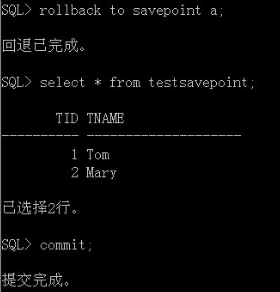 SQL> rollback to savepoint a;
回退已完成。
SQL> select * from testsavepoint;
TID TNAME
---------- --------------------
1 Tom
2 Mary
已选择2行。
SQL> commit;
提交完成。